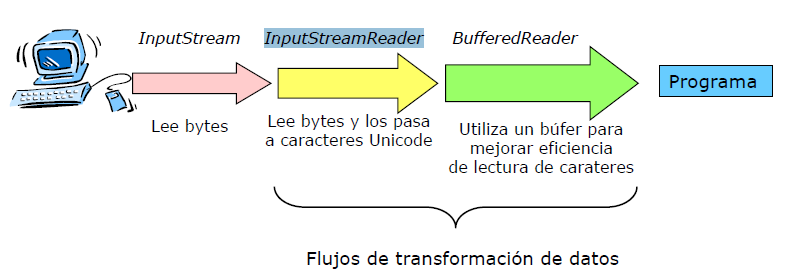 InputStream
InputStreamReader
BufferedReader
Programa
Lee bytes
Lee bytes y los pasa
a caracteres Unicode
Utiliza un búfer para
mejorar eficiencia
de lectura de carateres
Flujos de transformación de datos